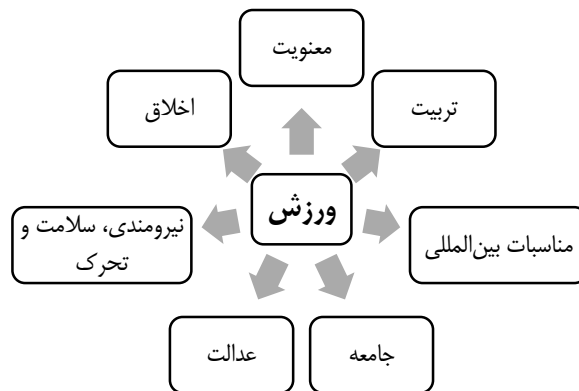 معنویت
تربیت
اخلاق
ورزش
نیرومندی، سلامت و
تحرک
مناسبات بین‌المللی
جامعه
عدالت